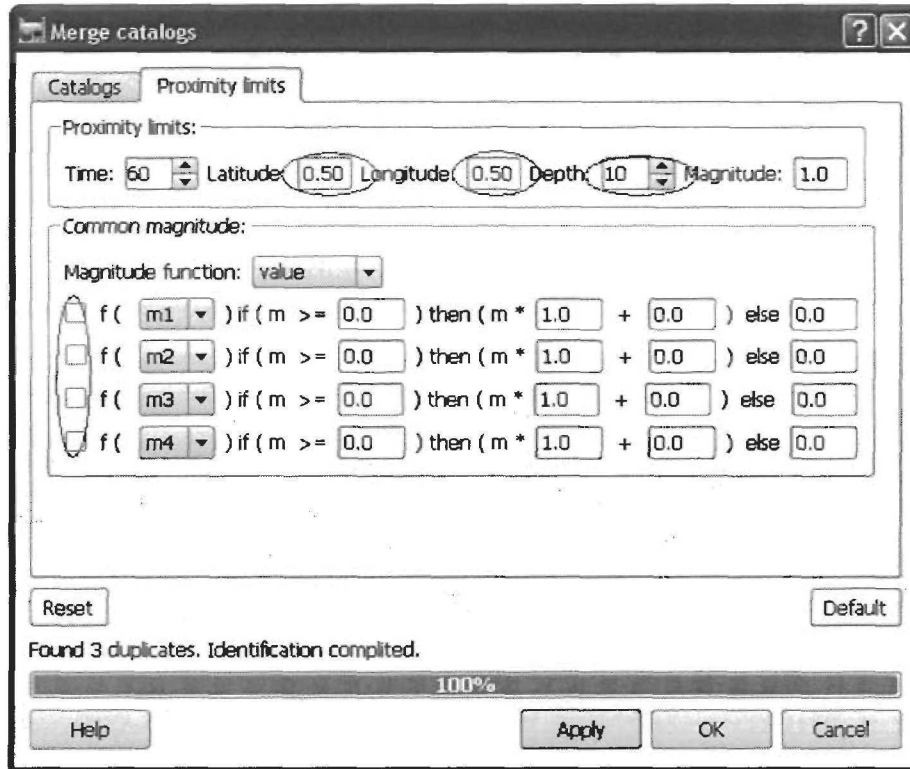 Merge catalogs
Catalogs Proximity limits
Proximity limits:
Time: 60 Latitude: 0.50 Longitude: 0.50 Depth: 10 Magnitude: 1.0
Common magnitude:
Magnitude function: value
f ( m1 ) if ( m >= 0.0 ) then ( m * 1.0 + 0.0 ) else 0.0
f ( m2 ) if ( m >= 0.0 ) then ( m * 1.0 + 0.0 ) else 0.0
f ( m3 ) if ( m >= 0.0 ) then ( m * 1.0 + 0.0 ) else 0.0
f ( m4 ) if ( m >= 0.0 ) then ( m * 1.0 + 0.0 ) else 0.0
Reset Default
Found 3 duplicates. Identification complited.
100%
Help Apply OK Cancel